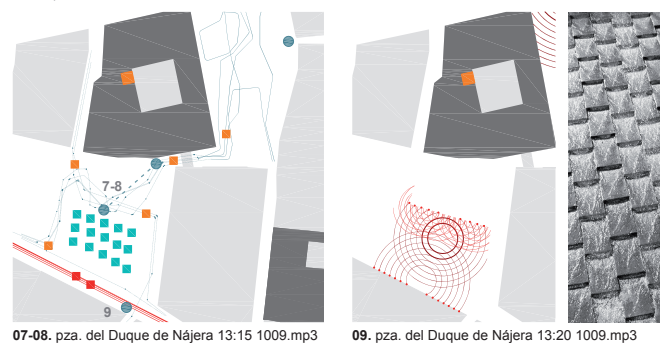 7-8
9
07-08. pza. del Duque de Nájera 13:15 1009.mp3
09. pza. del Duque de Nájera 13:20 1009.mp3